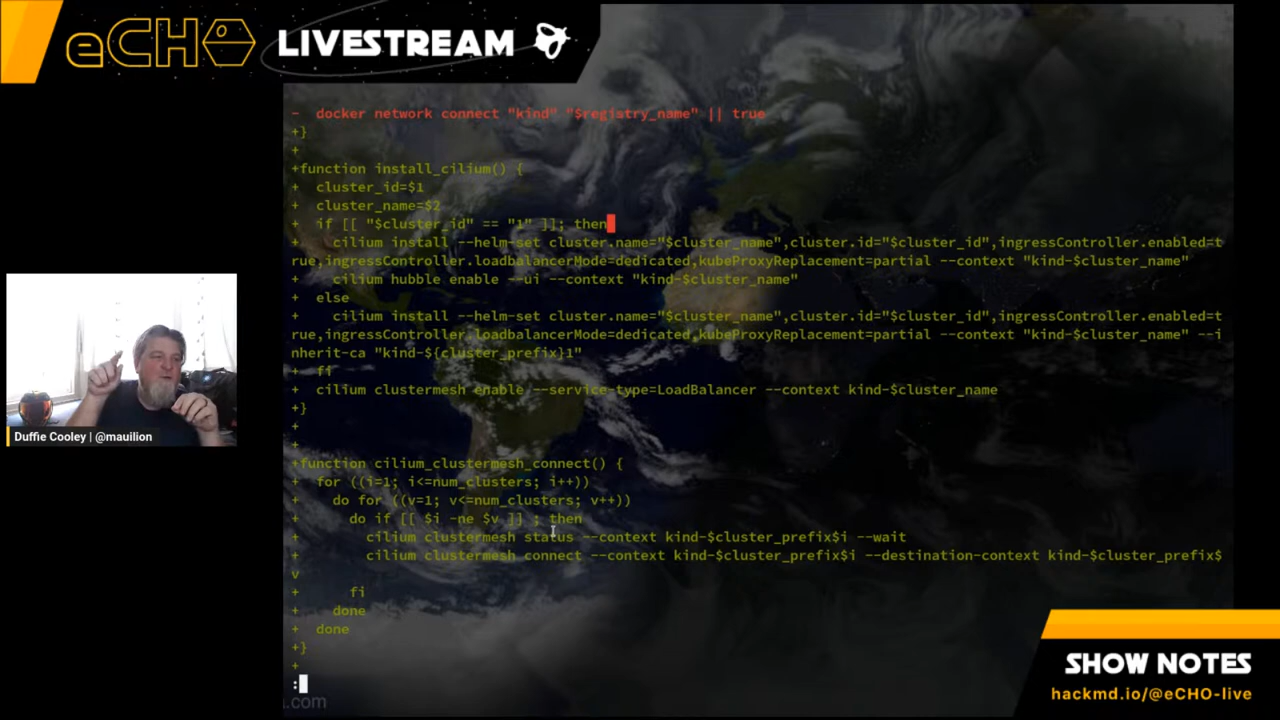 eCHO LIVESTREAM
-  docker network connect "kind" "$registry_name" || true
+}
+
+function install_cilium() {
+  cluster_id=$1
+  cluster_name=$2
+  if [[ "$cluster_id" == "1" ]]; then
+    cilium install --helm-set cluster.name="$cluster_name",cluster.id="$cluster_id",ingressController.enabled=t
rue,ingressController.loadbalancerMode=dedicated,kubeProxyReplacement=partial --context "kind-$cluster_name"
+    cilium hubble enable --ui --context "kind-$cluster_name"
+  else
+    cilium install --helm-set cluster.name="$cluster_name",cluster.id="$cluster_id",ingressController.enabled=t
rue,ingressController.loadbalancerMode=dedicated,kubeProxyReplacement=partial --context "kind-$cluster_name" --i
nherit-ca "kind-${cluster_prefix}1"
+  fi
+  cilium clustermesh enable --service-type=LoadBalancer --context kind-$cluster_name
+}
+
+
+function cilium_clustermesh_connect() {
+  for ((i=1; i<=num_clusters; i++))
+    do for ((v=1; v<=num_clusters; v++))
+      do if [[ $i -ne $v ]] ; then
+        cilium clustermesh status --context kind-$cluster_prefix$i --wait
+        cilium clustermesh connect --context kind-$cluster_prefix$i --destination-context kind-$cluster_prefix$
v
+      fi
+    done
+  done
+}
+
:
.com
Duffie Cooley | @mauilion
SHOW NOTES
hackmd.io/@eCHO-live